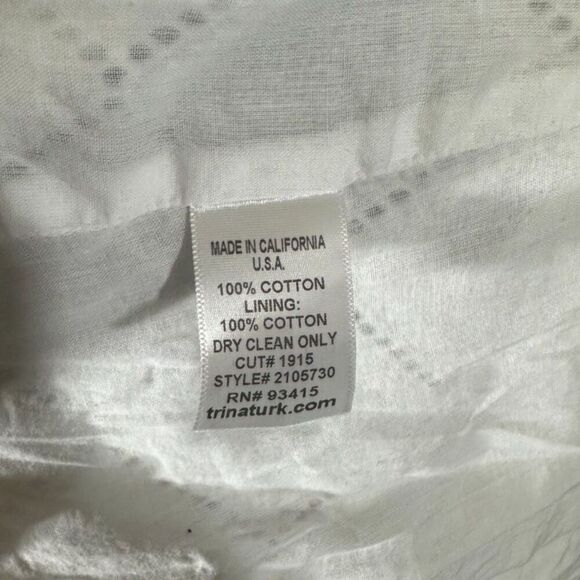 MADE IN CALIFORNIA
U.S.A.
100% COTTON
LINING:
100% COTTON
DRY CLEAN ONLY
CUT# 1915
STYLE# 2105730
RN# 93415
trinaturk.com